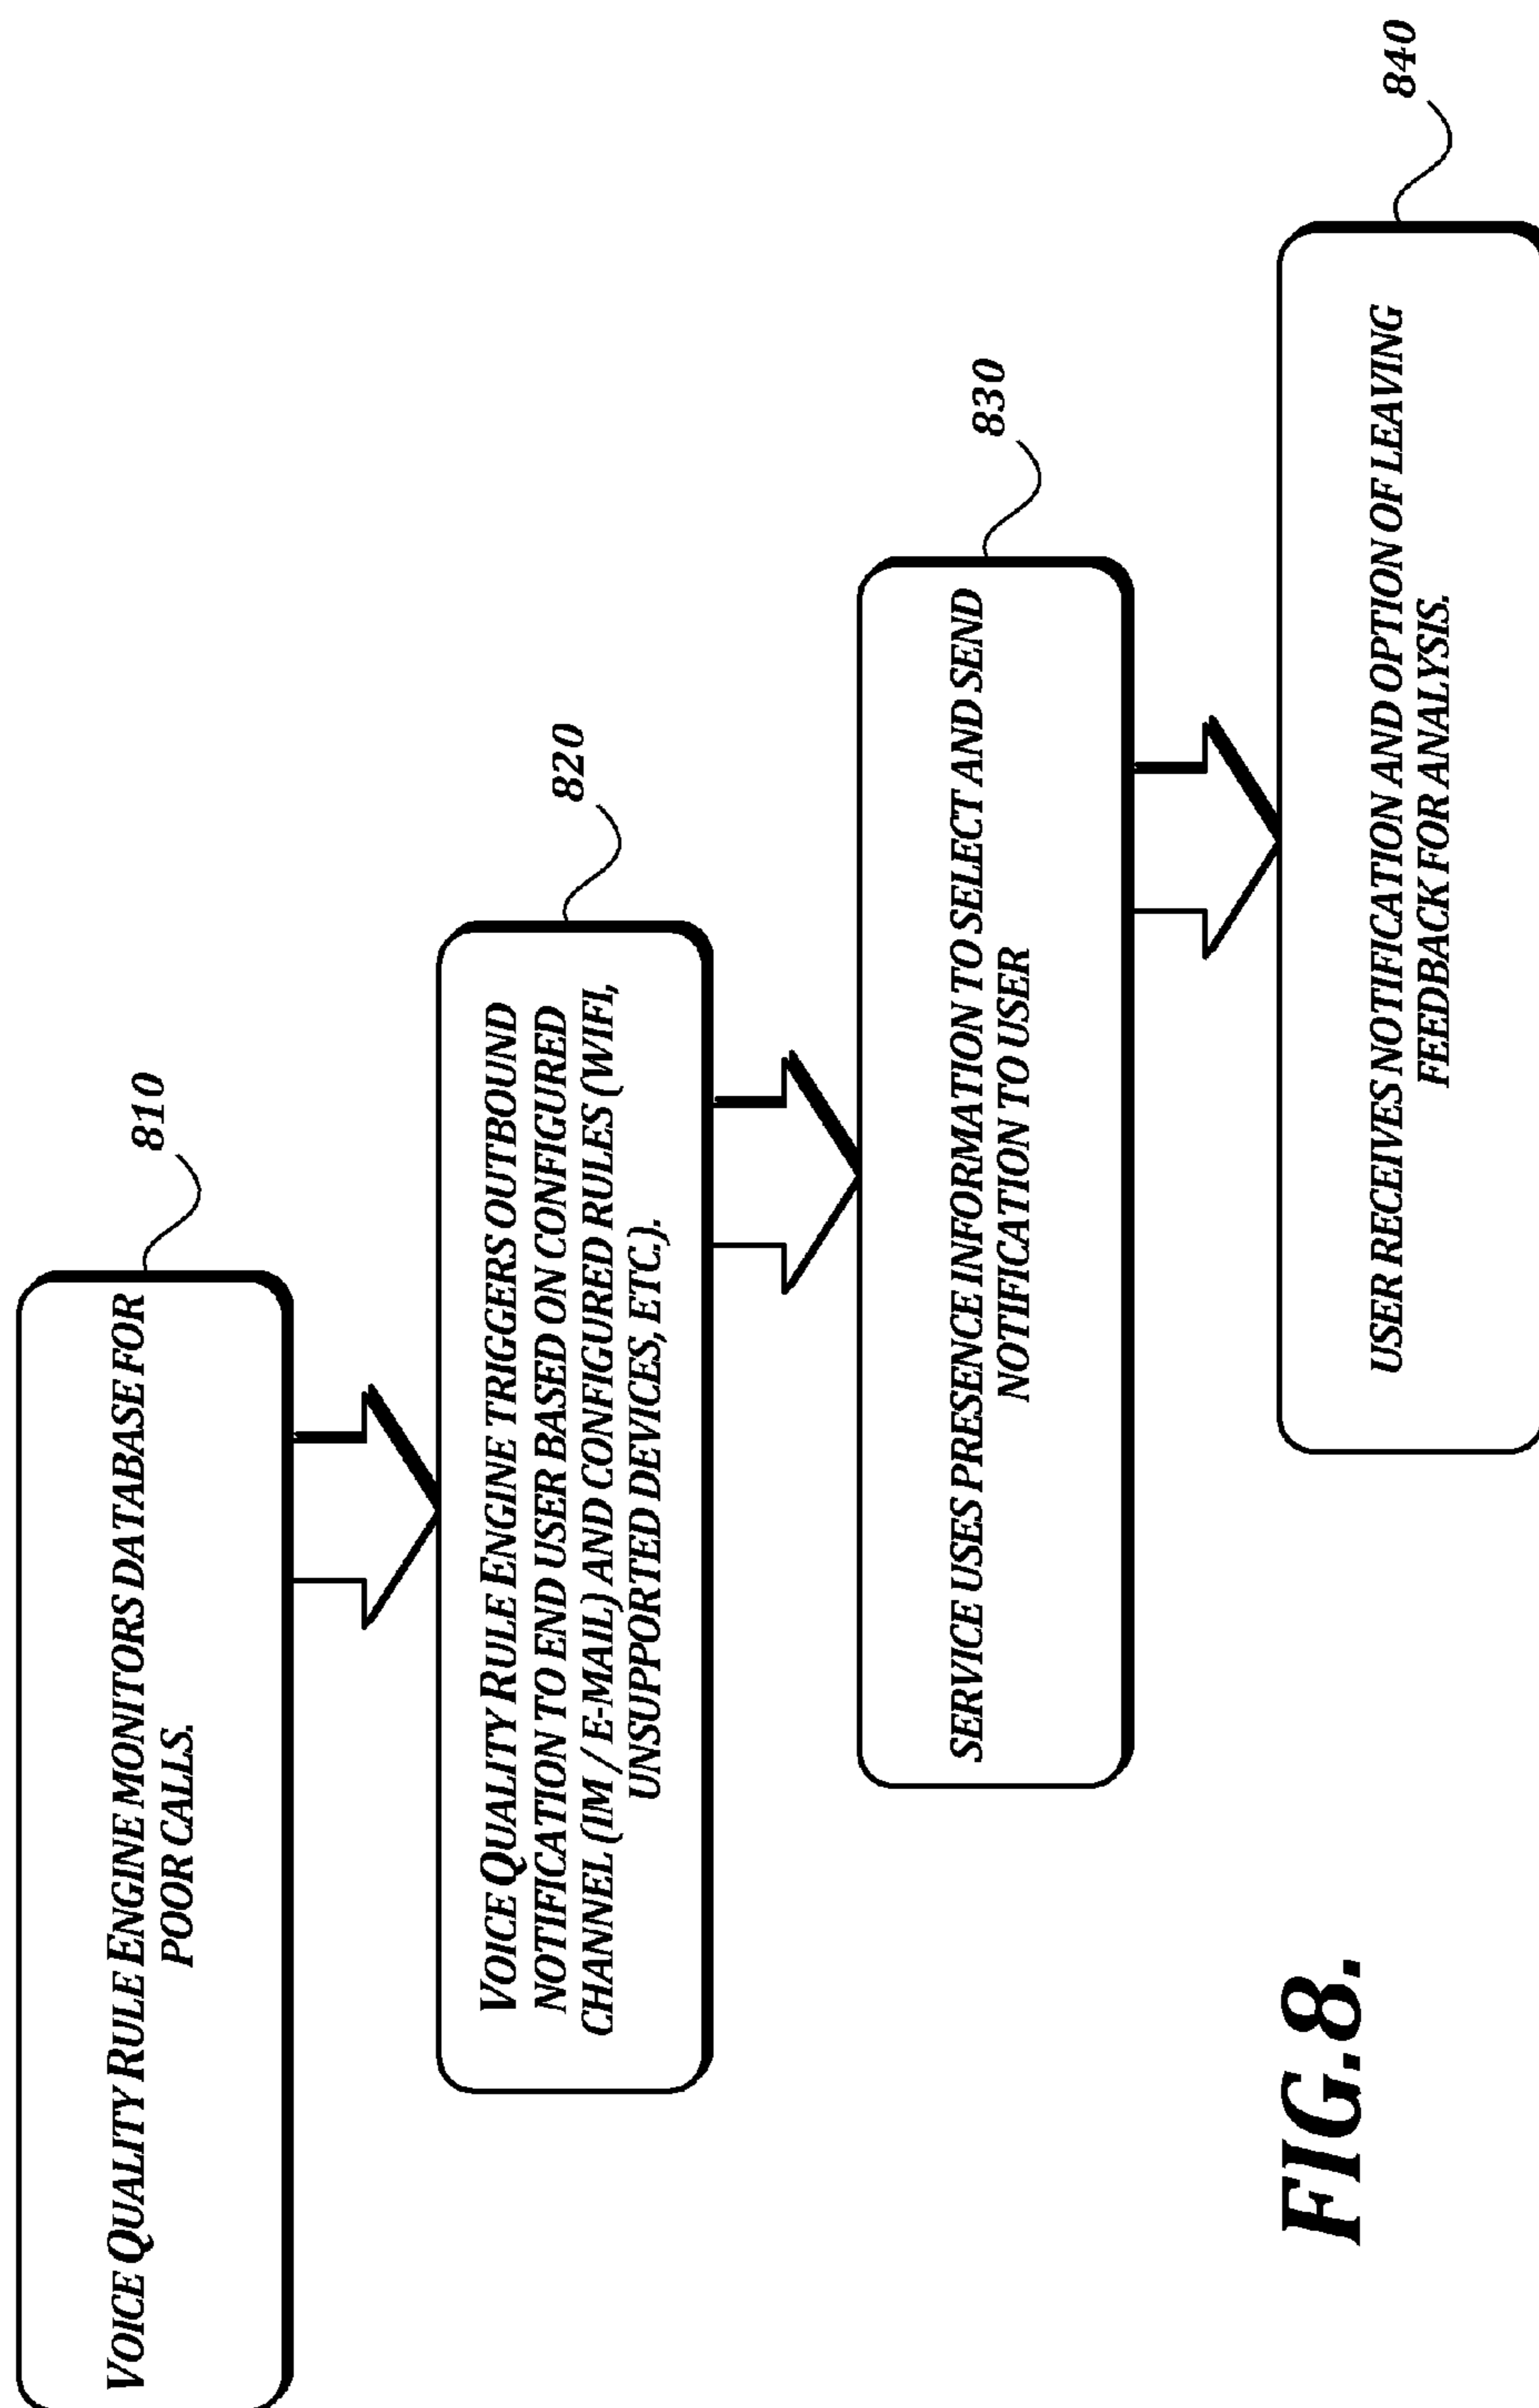 810
VOICE QUALITY RULE ENGINE MONITORS DATABASE FOR
POOR CALLS.
820
VOICE QUALITY RULE ENGINE TRIGGERS OUTBOUND
NOTIFICATION TO END USER BASED ON CONFIGURED
CHANNEL (IM / E-MAIL) AND CONFIGURED RULES (WIFI,
UNSUPPORTED DEVICES, ETC.).
830
SERVICE USES PRESENCE INFORMATION TO SELECT AND SEND
NOTIFICATION TO USER
840
USER RECEIVES NOTIFICATION AND OPTION OF LEAVING
FEEDBACK FOR ANALYSIS.
FIG.8.